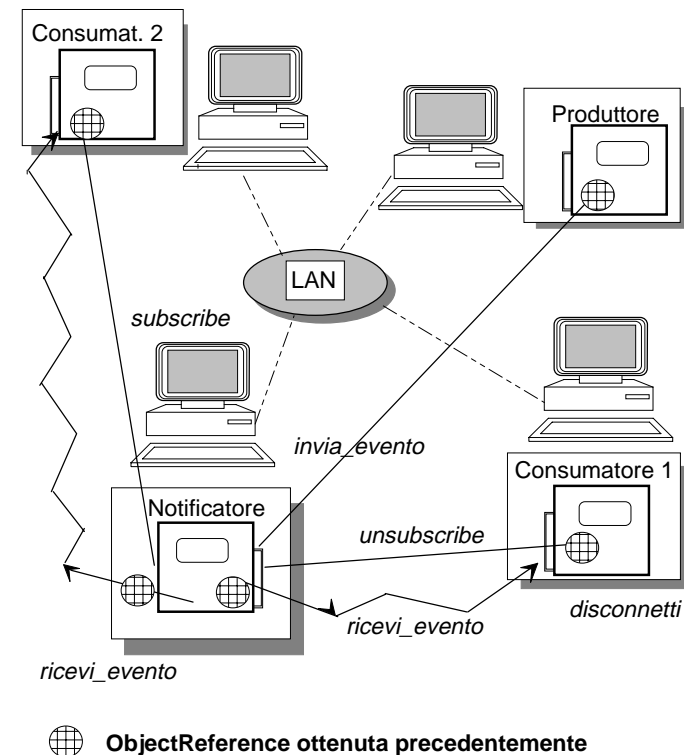 Consumat. 2
Produttore
LAN
subscribe
invia_evento
Consumatore 1
Notificatore
unsubscribe
disconnetti
ricevi_evento
ricevi_evento
ObjectReference ottenuta precedentemente